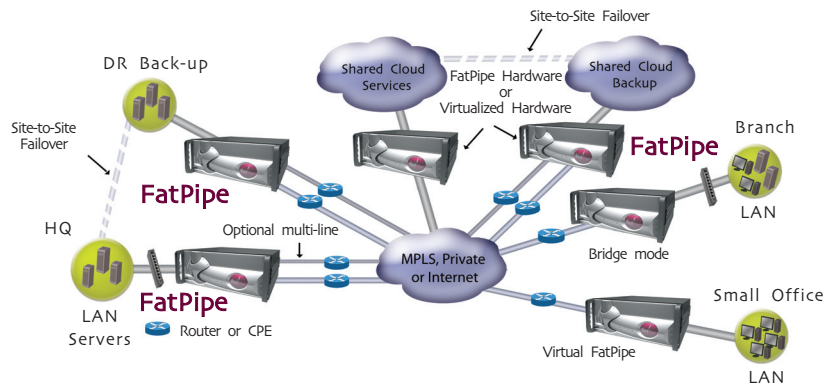 Site-to-Site Failover
DR Back-up
Shared Cloud
Services
Shared Cloud
Backup
FatPipe Hardware
or
Virtualized Hardware
Site-to-Site
Failover
FatPipe
FatPipe
Branch
LAN
HQ
Optional multi-line
MPLS, Private
or Internet
Bridge mode
FatPipe
LAN
Servers
Router or CPE
Small Office
Virtual FatPipe
LAN